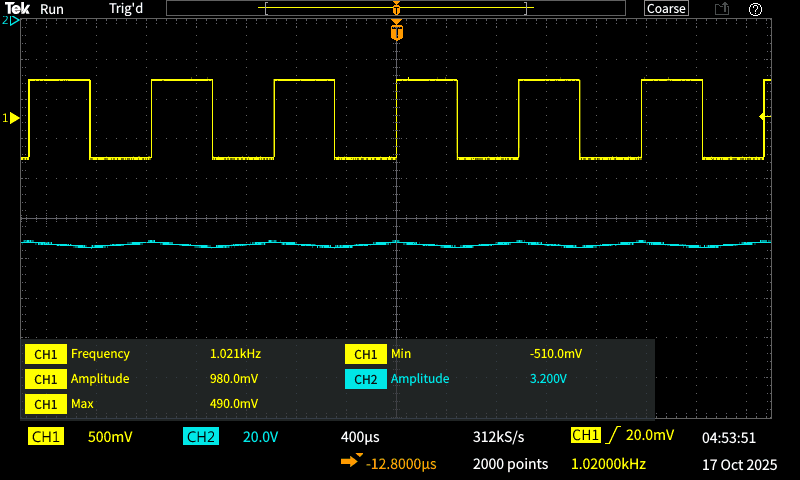 Tek Run Trig'd T Coarse ?
2
T
1
CH1 Frequency 1.021kHz CH1 Min -510.0mV
CH1 Amplitude 980.0mV CH2 Amplitude 3.200V
CH1 Max 490.0mV
CH1 500mV CH2 20.0V 400µs 312kS/s CH1 20.0mV 04:53:51
-12.8000µs 2000 points 1.02000kHz 17 Oct 2025